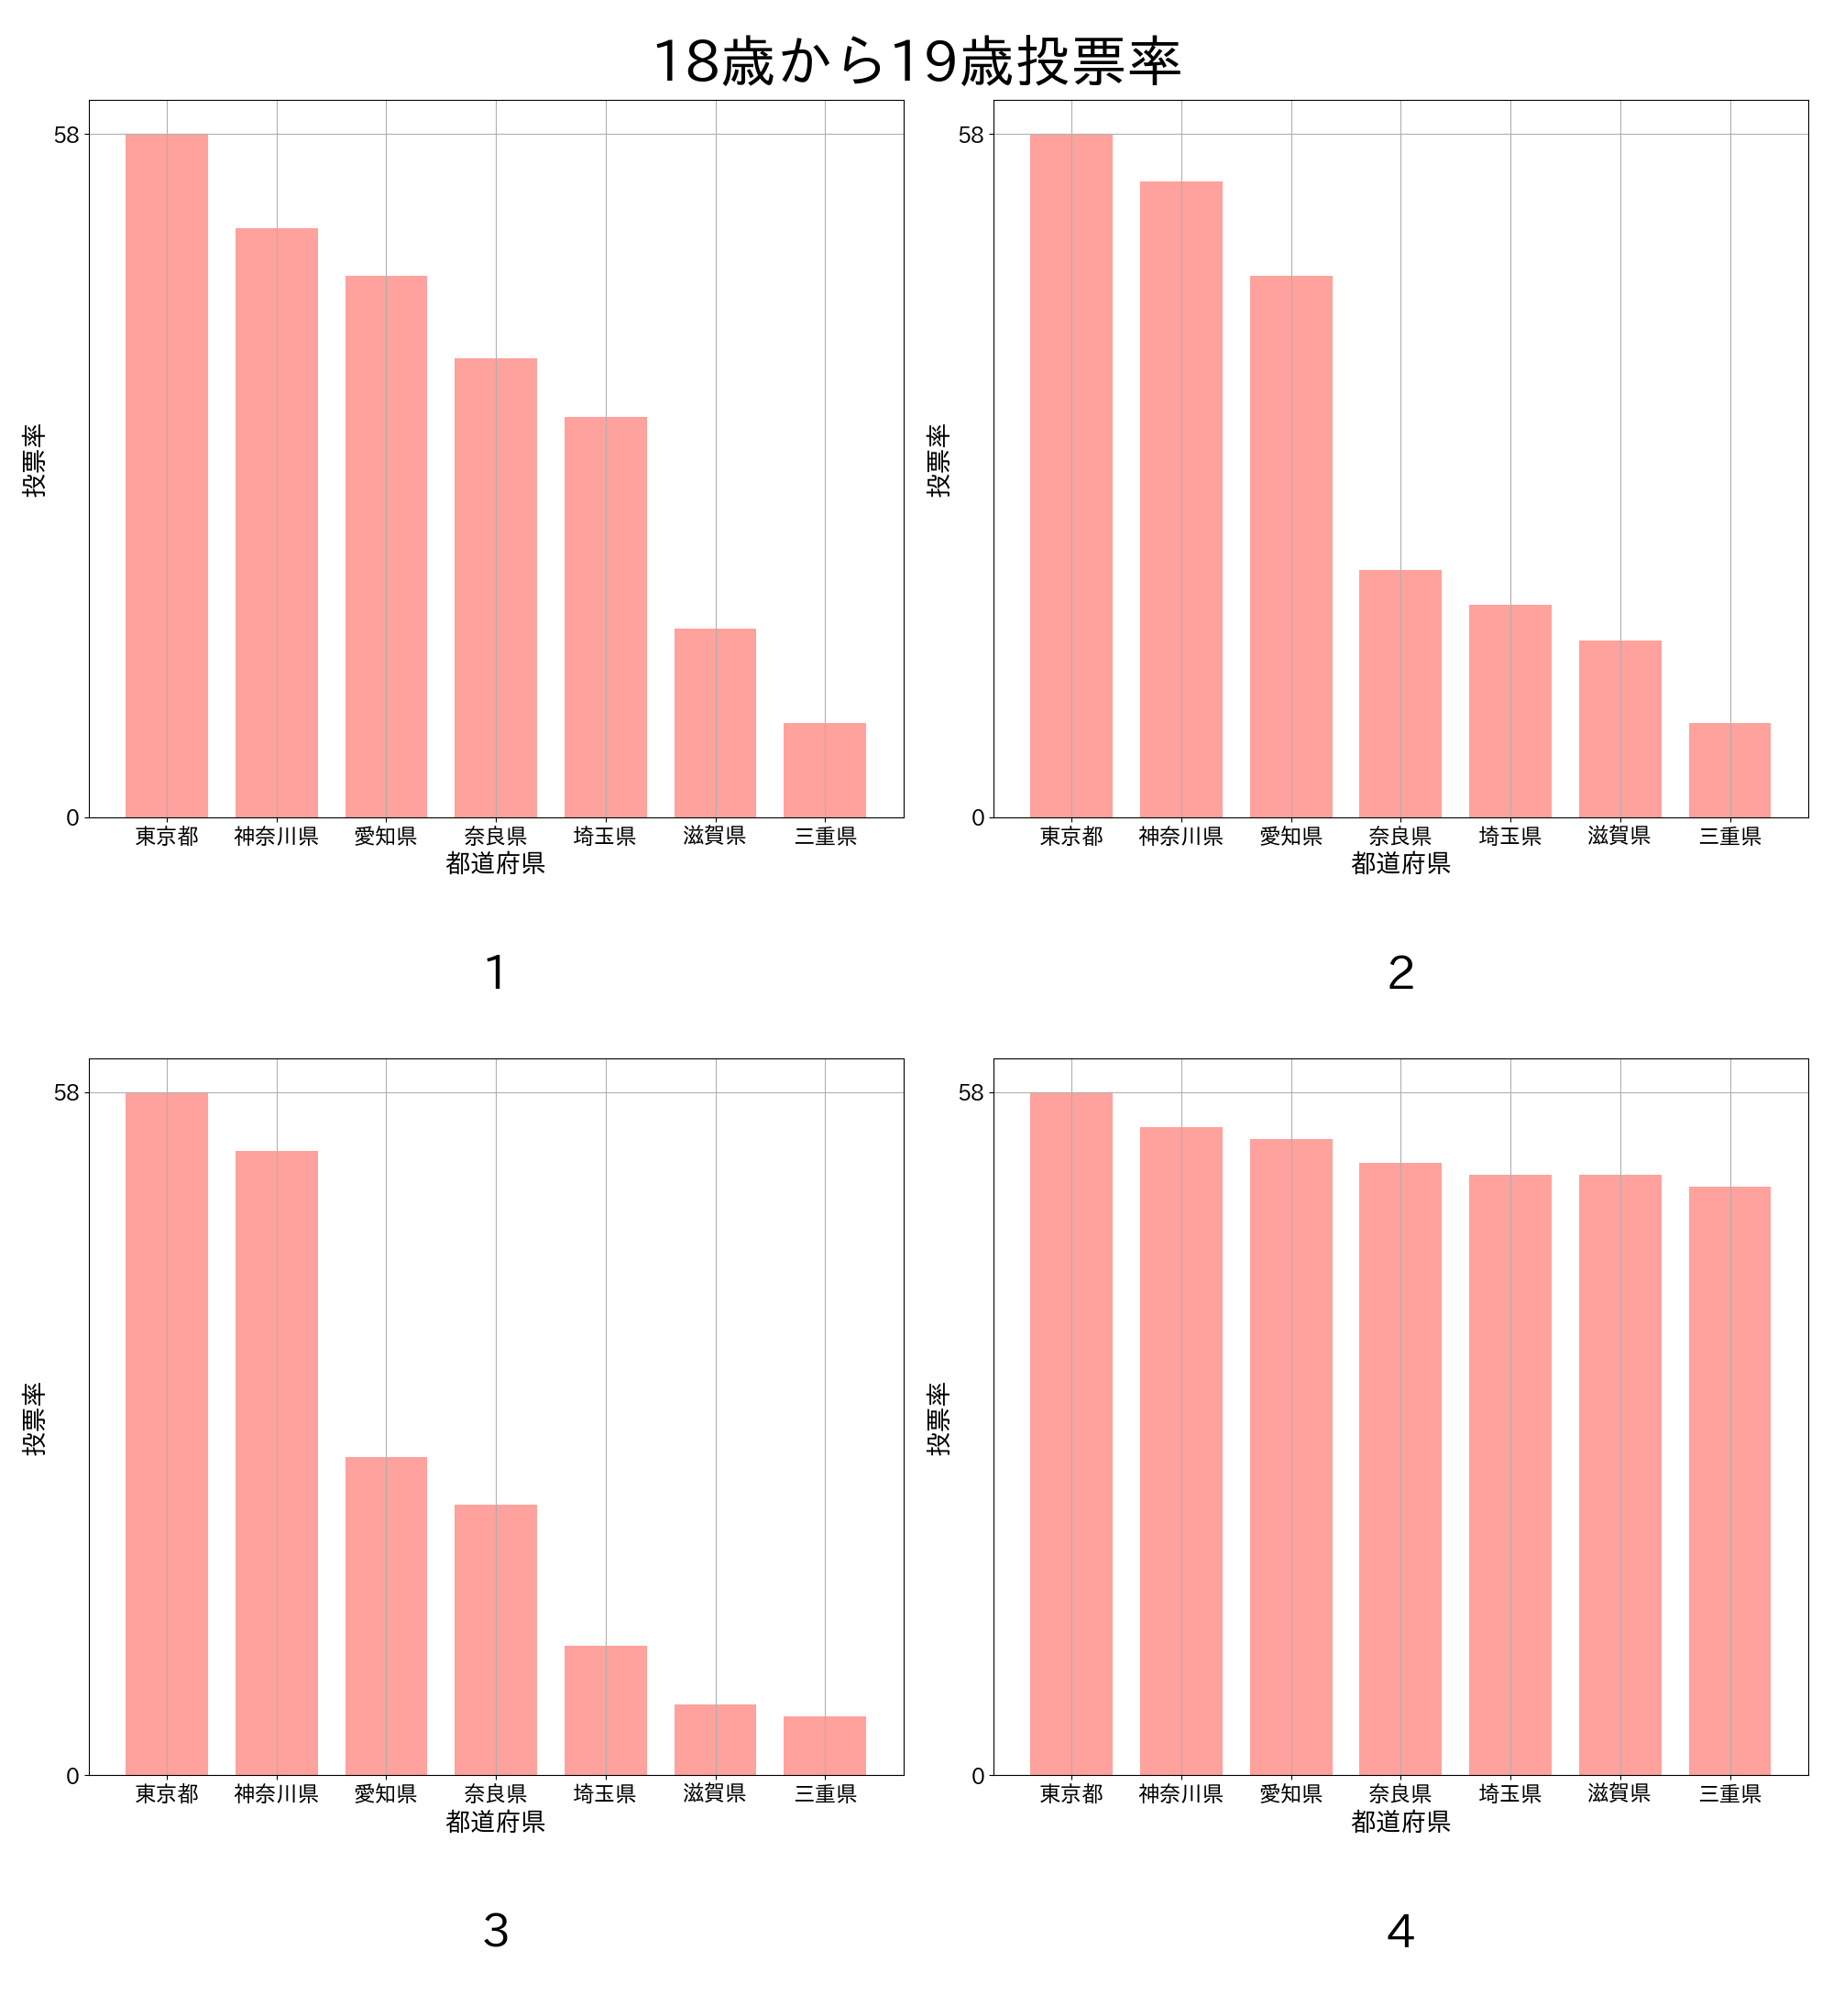 18歳から19歳投票率
58
0
投票率
東京都 神奈川県 愛知県 奈良県 埼玉県 滋賀県 三重県
都道府県
1
58
0
投票率
東京都 神奈川県 愛知県 奈良県 埼玉県 滋賀県 三重県
都道府県
2
58
0
投票率
東京都 神奈川県 愛知県 奈良県 埼玉県 滋賀県 三重県
都道府県
3
58
0
投票率
東京都 神奈川県 愛知県 奈良県 埼玉県 滋賀県 三重県
都道府県
4